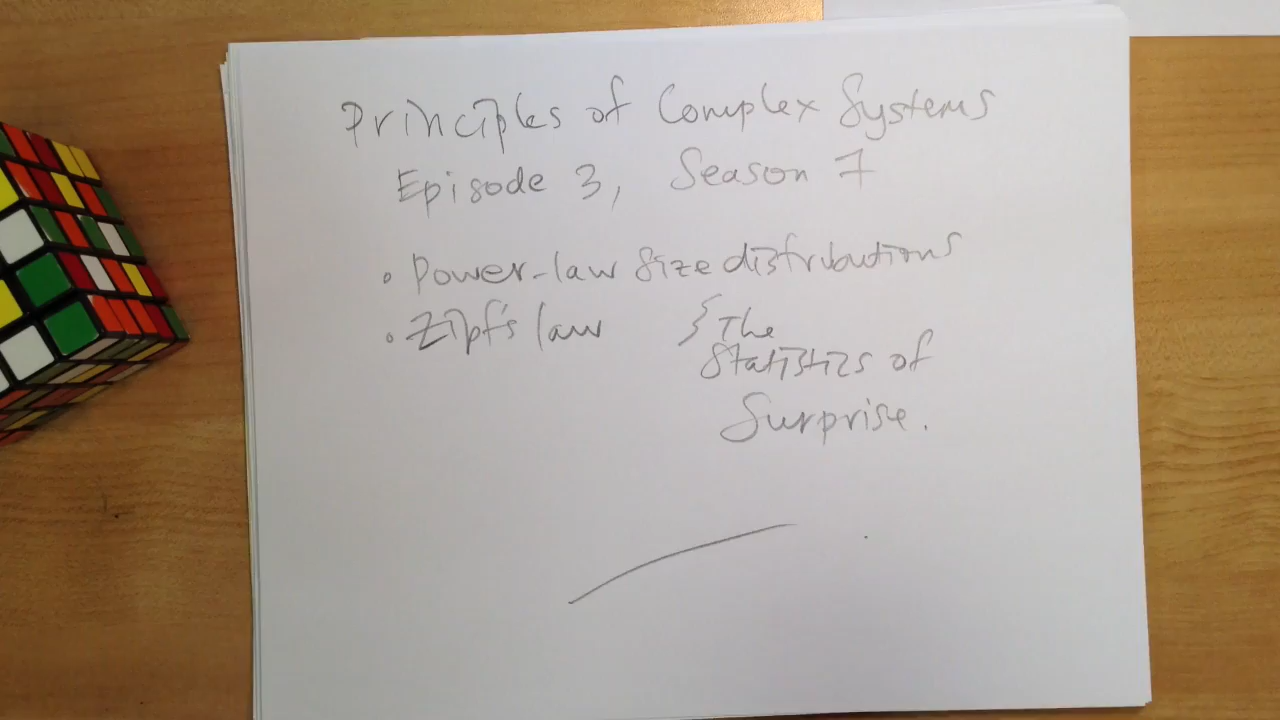 Principles of Complex Systems
Episode 3, Season 7
• Power-law size distributions
• Zipf's law } The
Statistics of
Surprise.